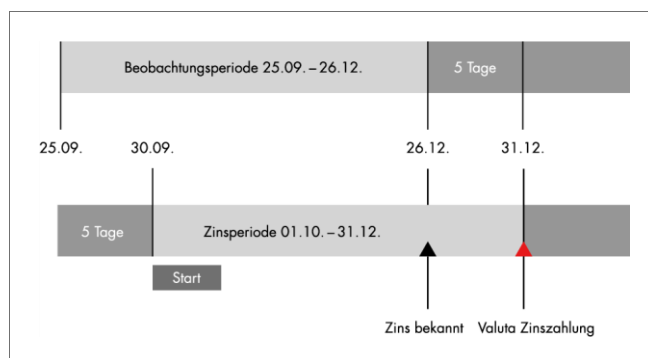 Beobachtungsperiode 25.09. – 26.12.
5 Tage
25.09.
30.09.
26.12.
31.12.
5 Tage
Zinsperiode 01.10. – 31.12.
Start
Zins bekannt
Valuta Zinszahlung